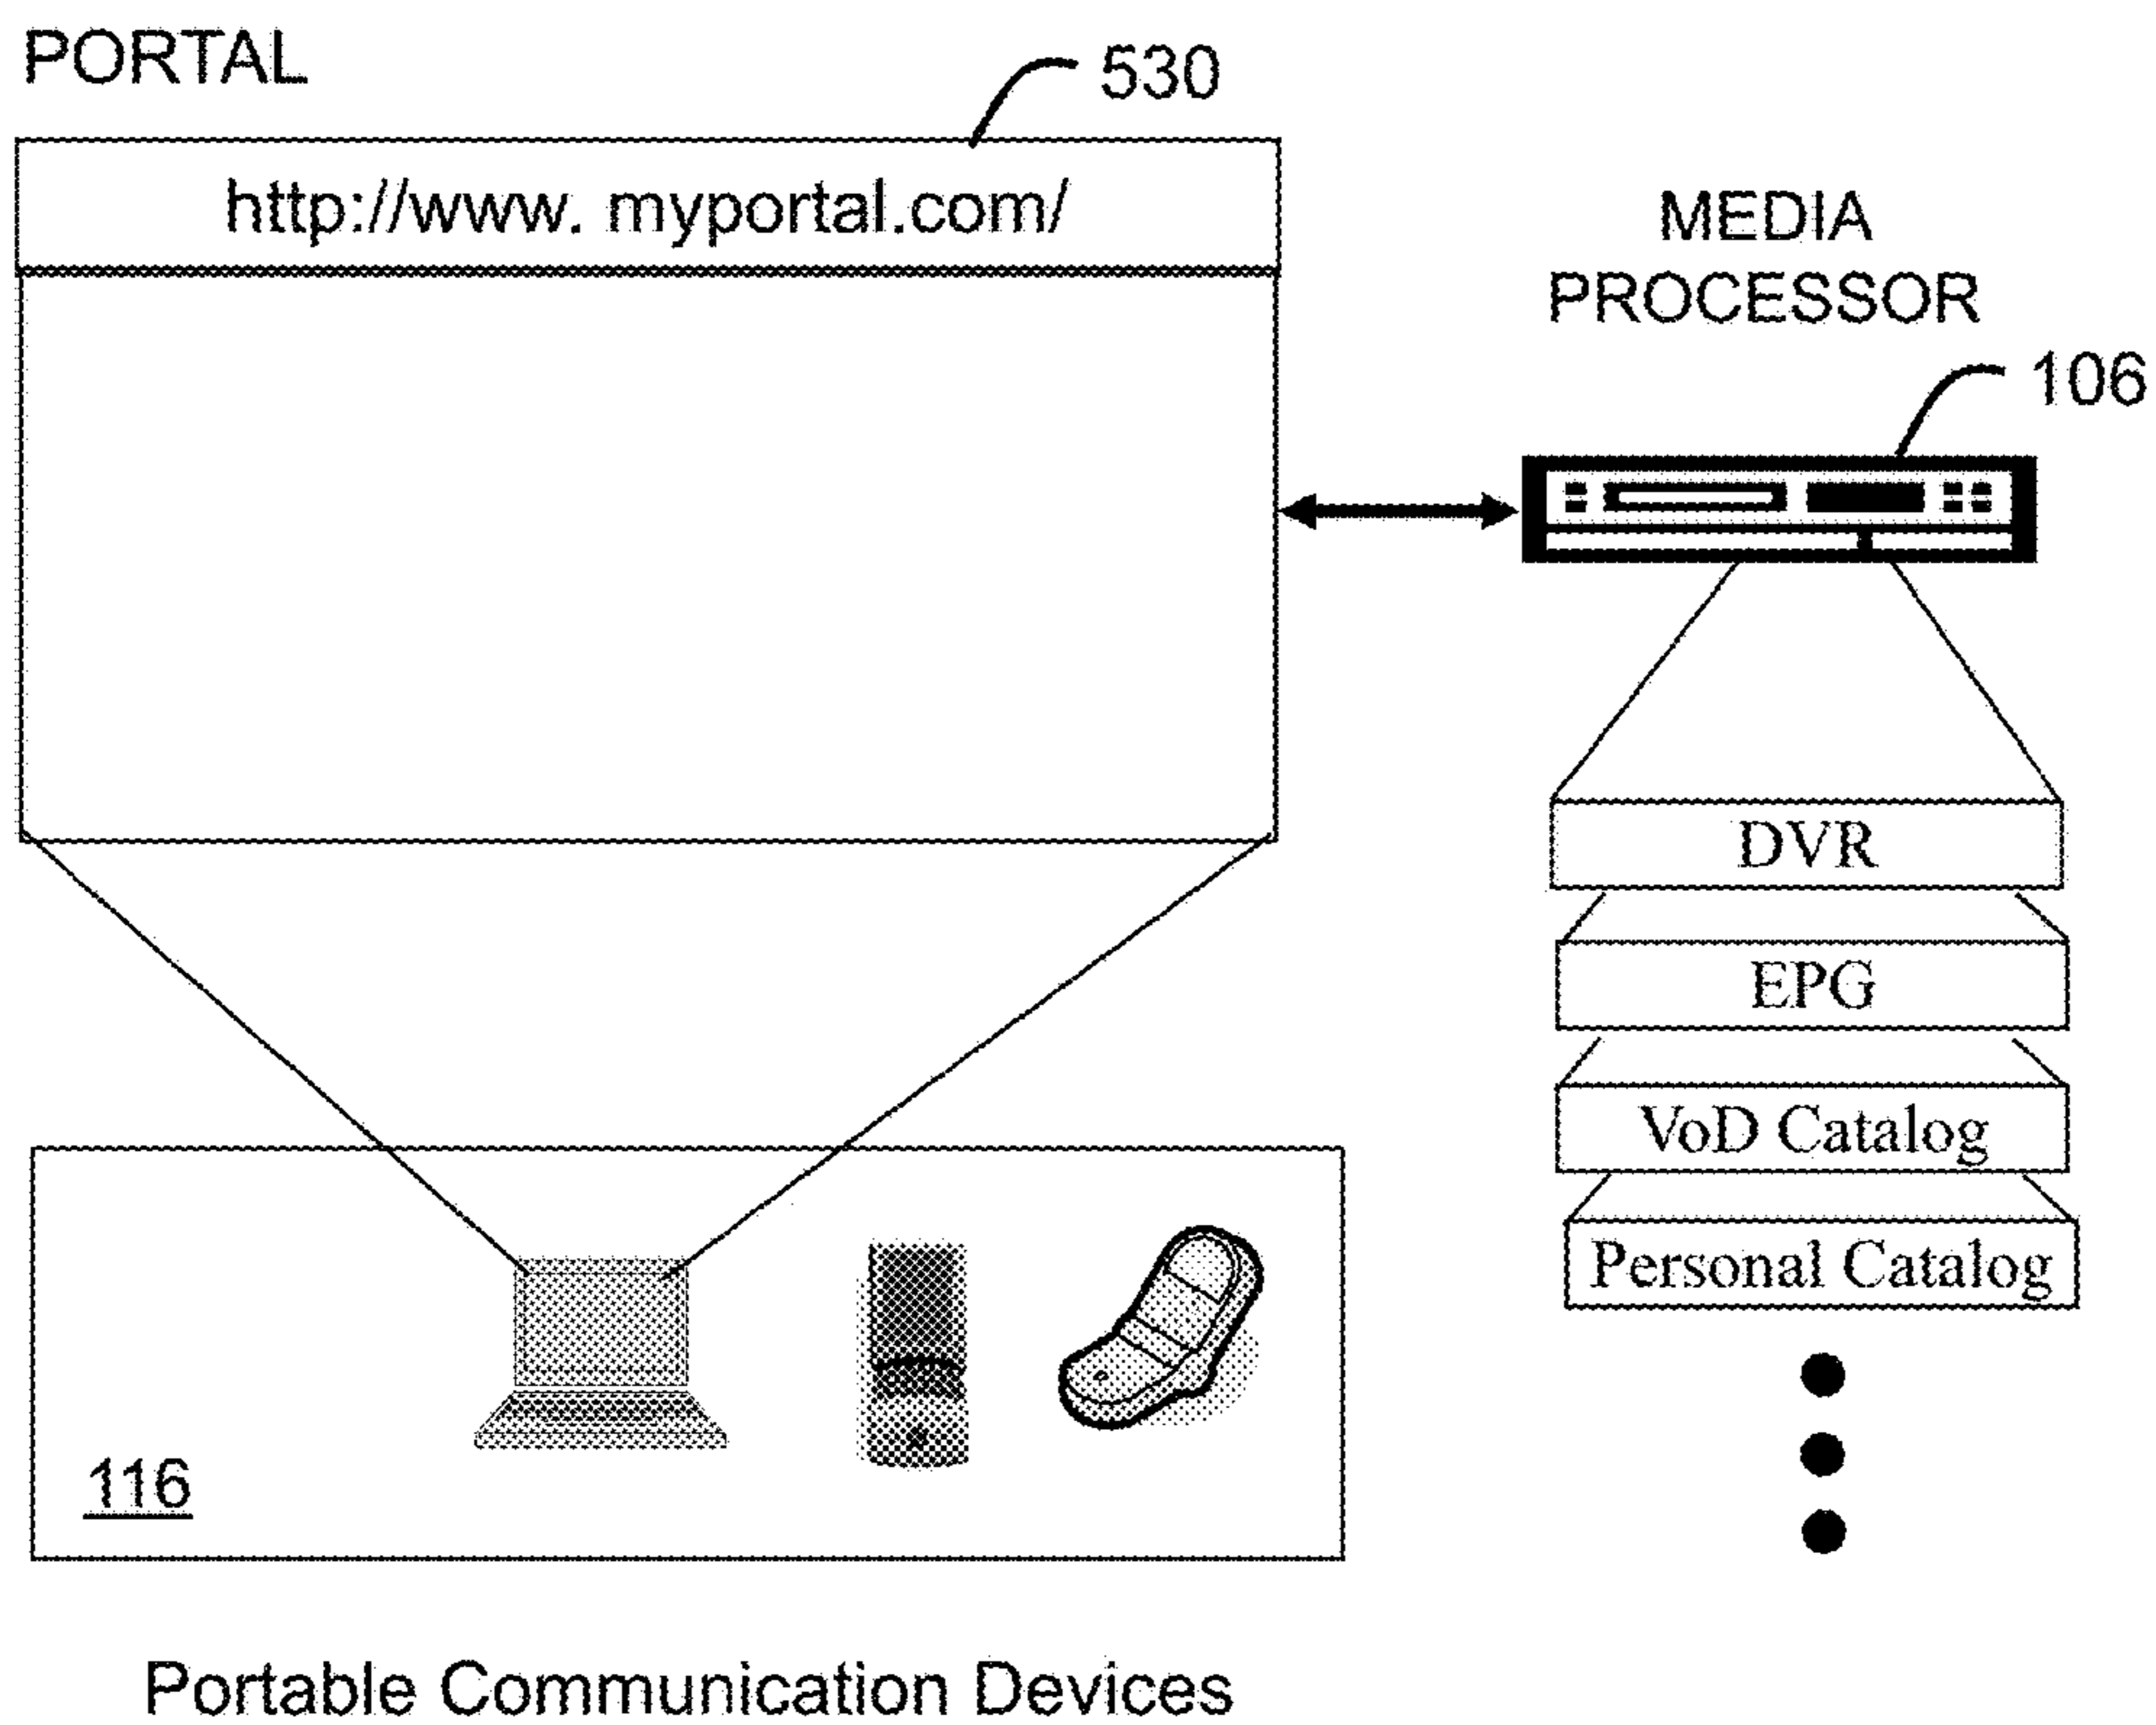 PORTAL
530
http://www. myportal.com/
MEDIA
PROCESSOR
106
DVR
EPG
VoD Catalog
Personal Catalog
116
Portable Communication Devices